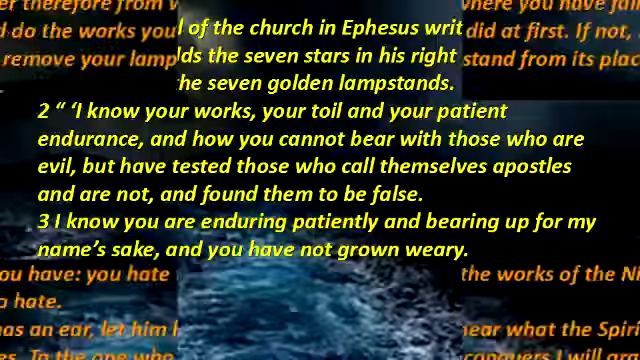 er therefore from w
here you have fall
d do the works you
l of the church in Ephesus writ
did at first. If not,
remove your lamp
lds the seven stars in his right
stand from its plac
he seven golden lampstands.
2 “ ‘I know your works, your toil and your patient
endurance, and how you cannot bear with those who are
evil, but have tested those who call themselves apostles
and are not, and found them to be false.
3 I know you are enduring patiently and bearing up for my
name’s sake, and you have not grown weary.
ou have: you hate
the works of the Ni
o hate.
as an ear, let him h
ear what the Spiri
es. To the one who
conquers I will gra